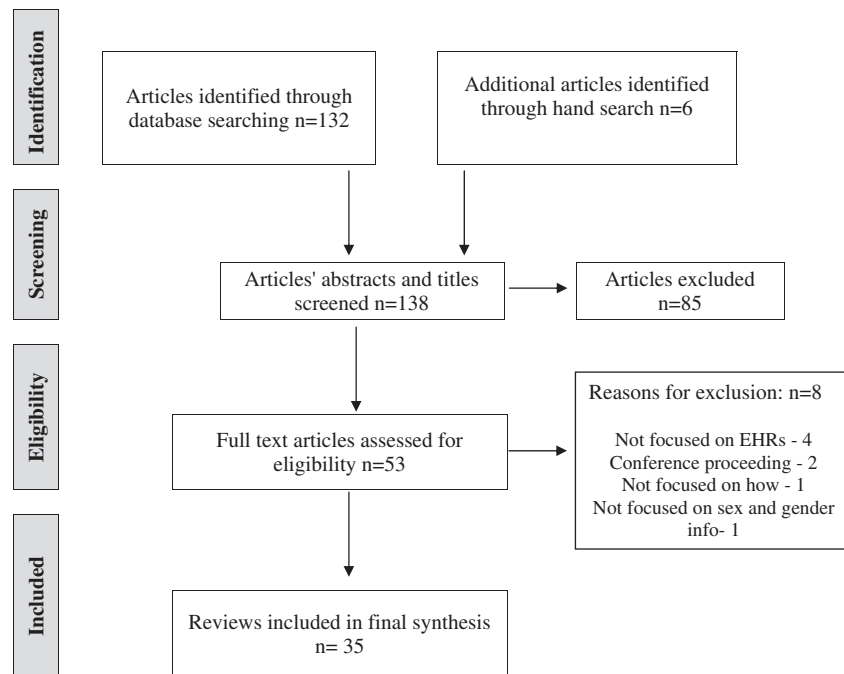 Identification
Articles identified through
database searching n=132
Additional articles identified
through hand search n=6
Screening
Articles' abstracts and titles
screened n=138
Articles excluded
n=85
Eligibility
Full text articles assessed for
eligibility n=53
Reasons for exclusion: n=8
Not focused on EHRs - 4
Conference proceeding - 2
Not focused on how - 1
Not focused on sex and gender
info- 1
Included
Reviews included in final synthesis
n= 35